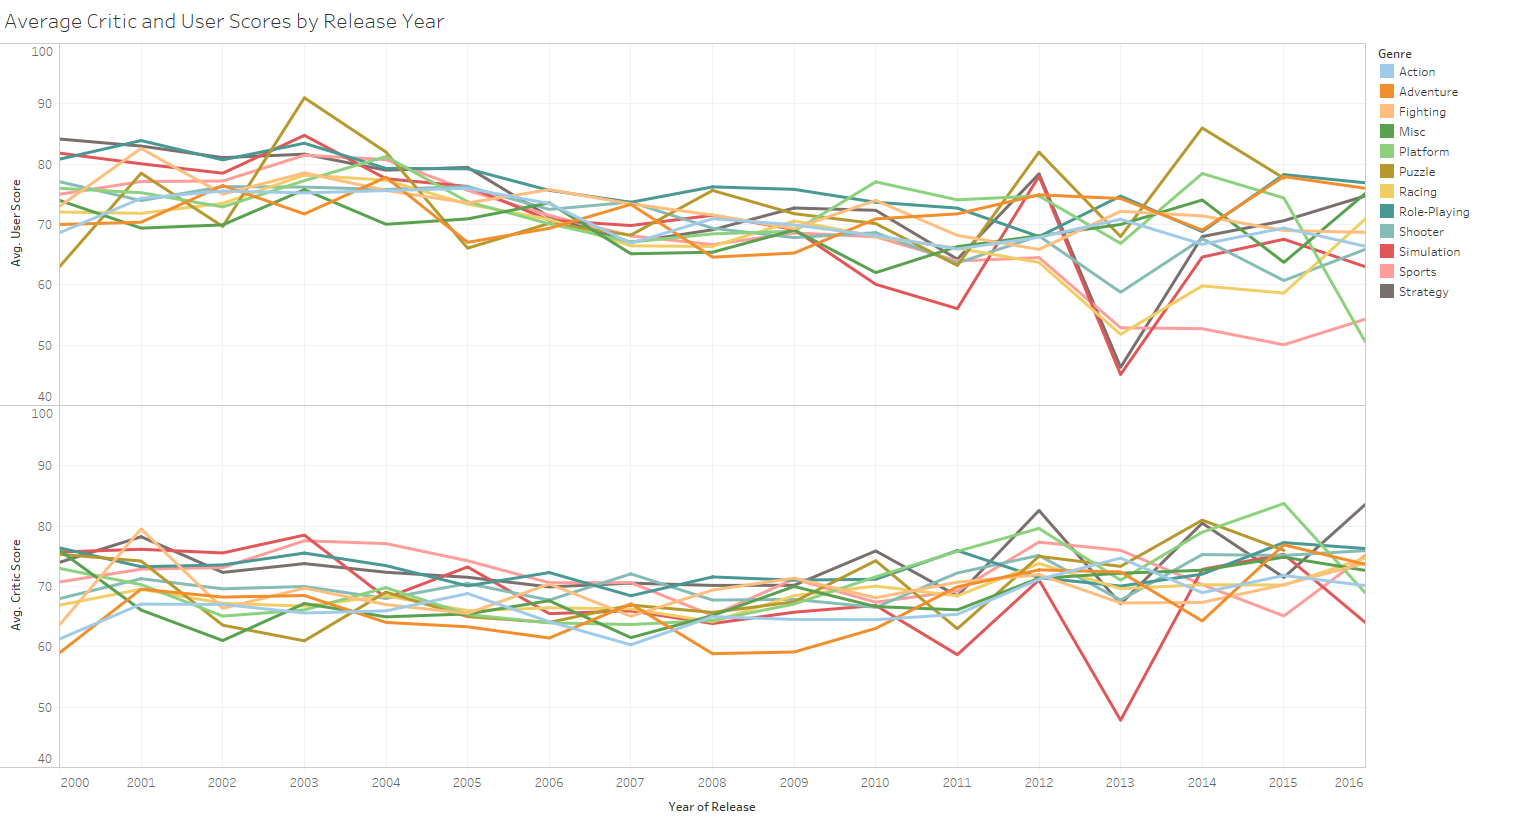 Average Critic and User Scores by Release Year
Avg. User Score
100
90
80
70
60
50
40
Avg. Critic Score
100
90
80
70
60
50
40
2000 2001 2002 2003 2004 2005 2006 2007 2008 2009 2010 2011 2012 2013 2014 2015 2016
Year of Release
Genre
Action
Adventure
Fighting
Misc
Platform
Puzzle
Racing
Role-Playing
Shooter
Simulation
Sports
Strategy